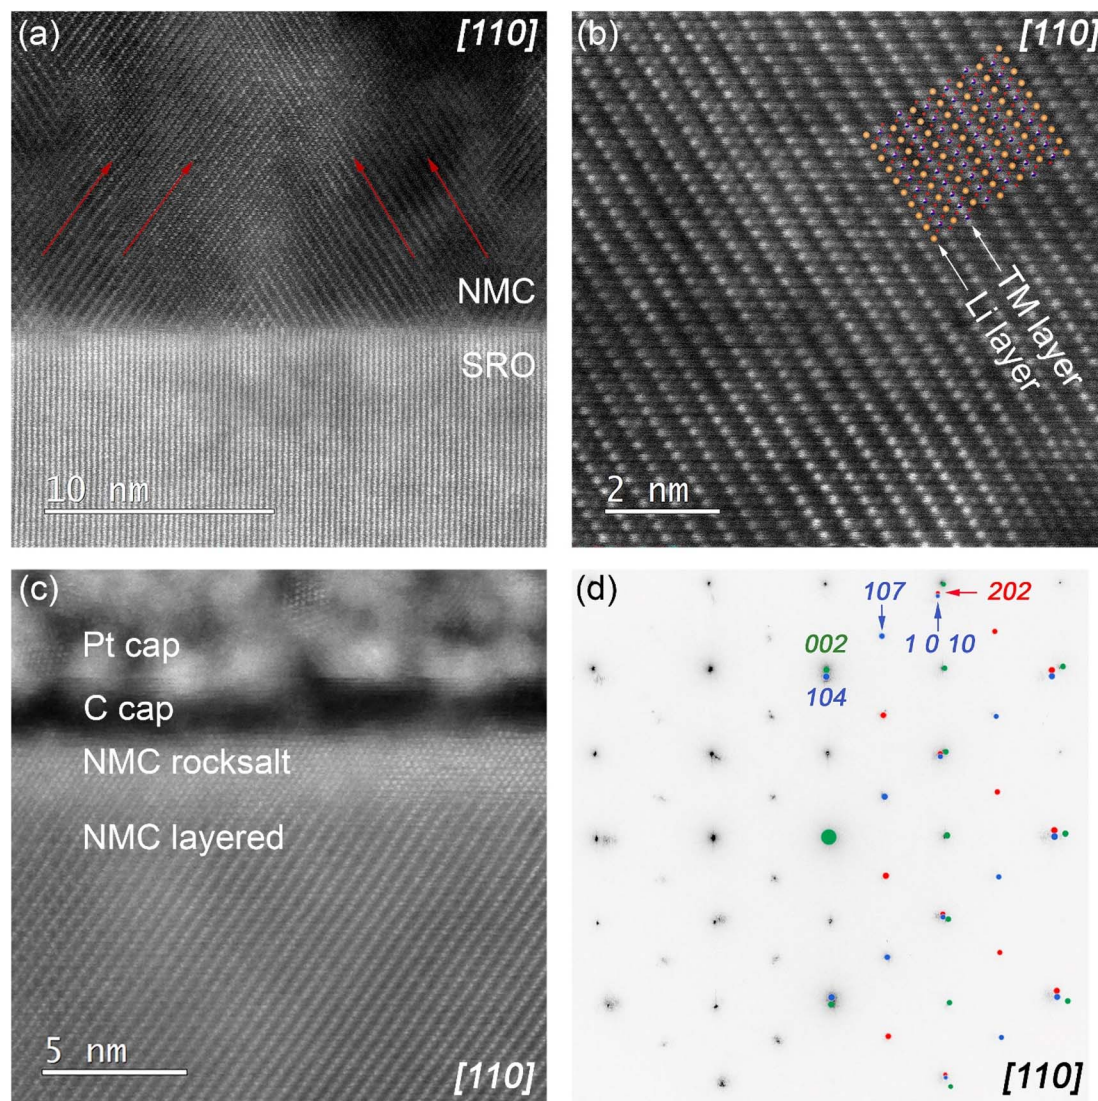 (a)
[110]
NMC
SRO
10 nm
(b)
[110]
TM layer
Li layer
2 nm
(c)
Pt cap
C cap
NMC rocksalt
NMC layered
5 nm
[110]
(d)
107
202
002
1 0 10
104
[110]